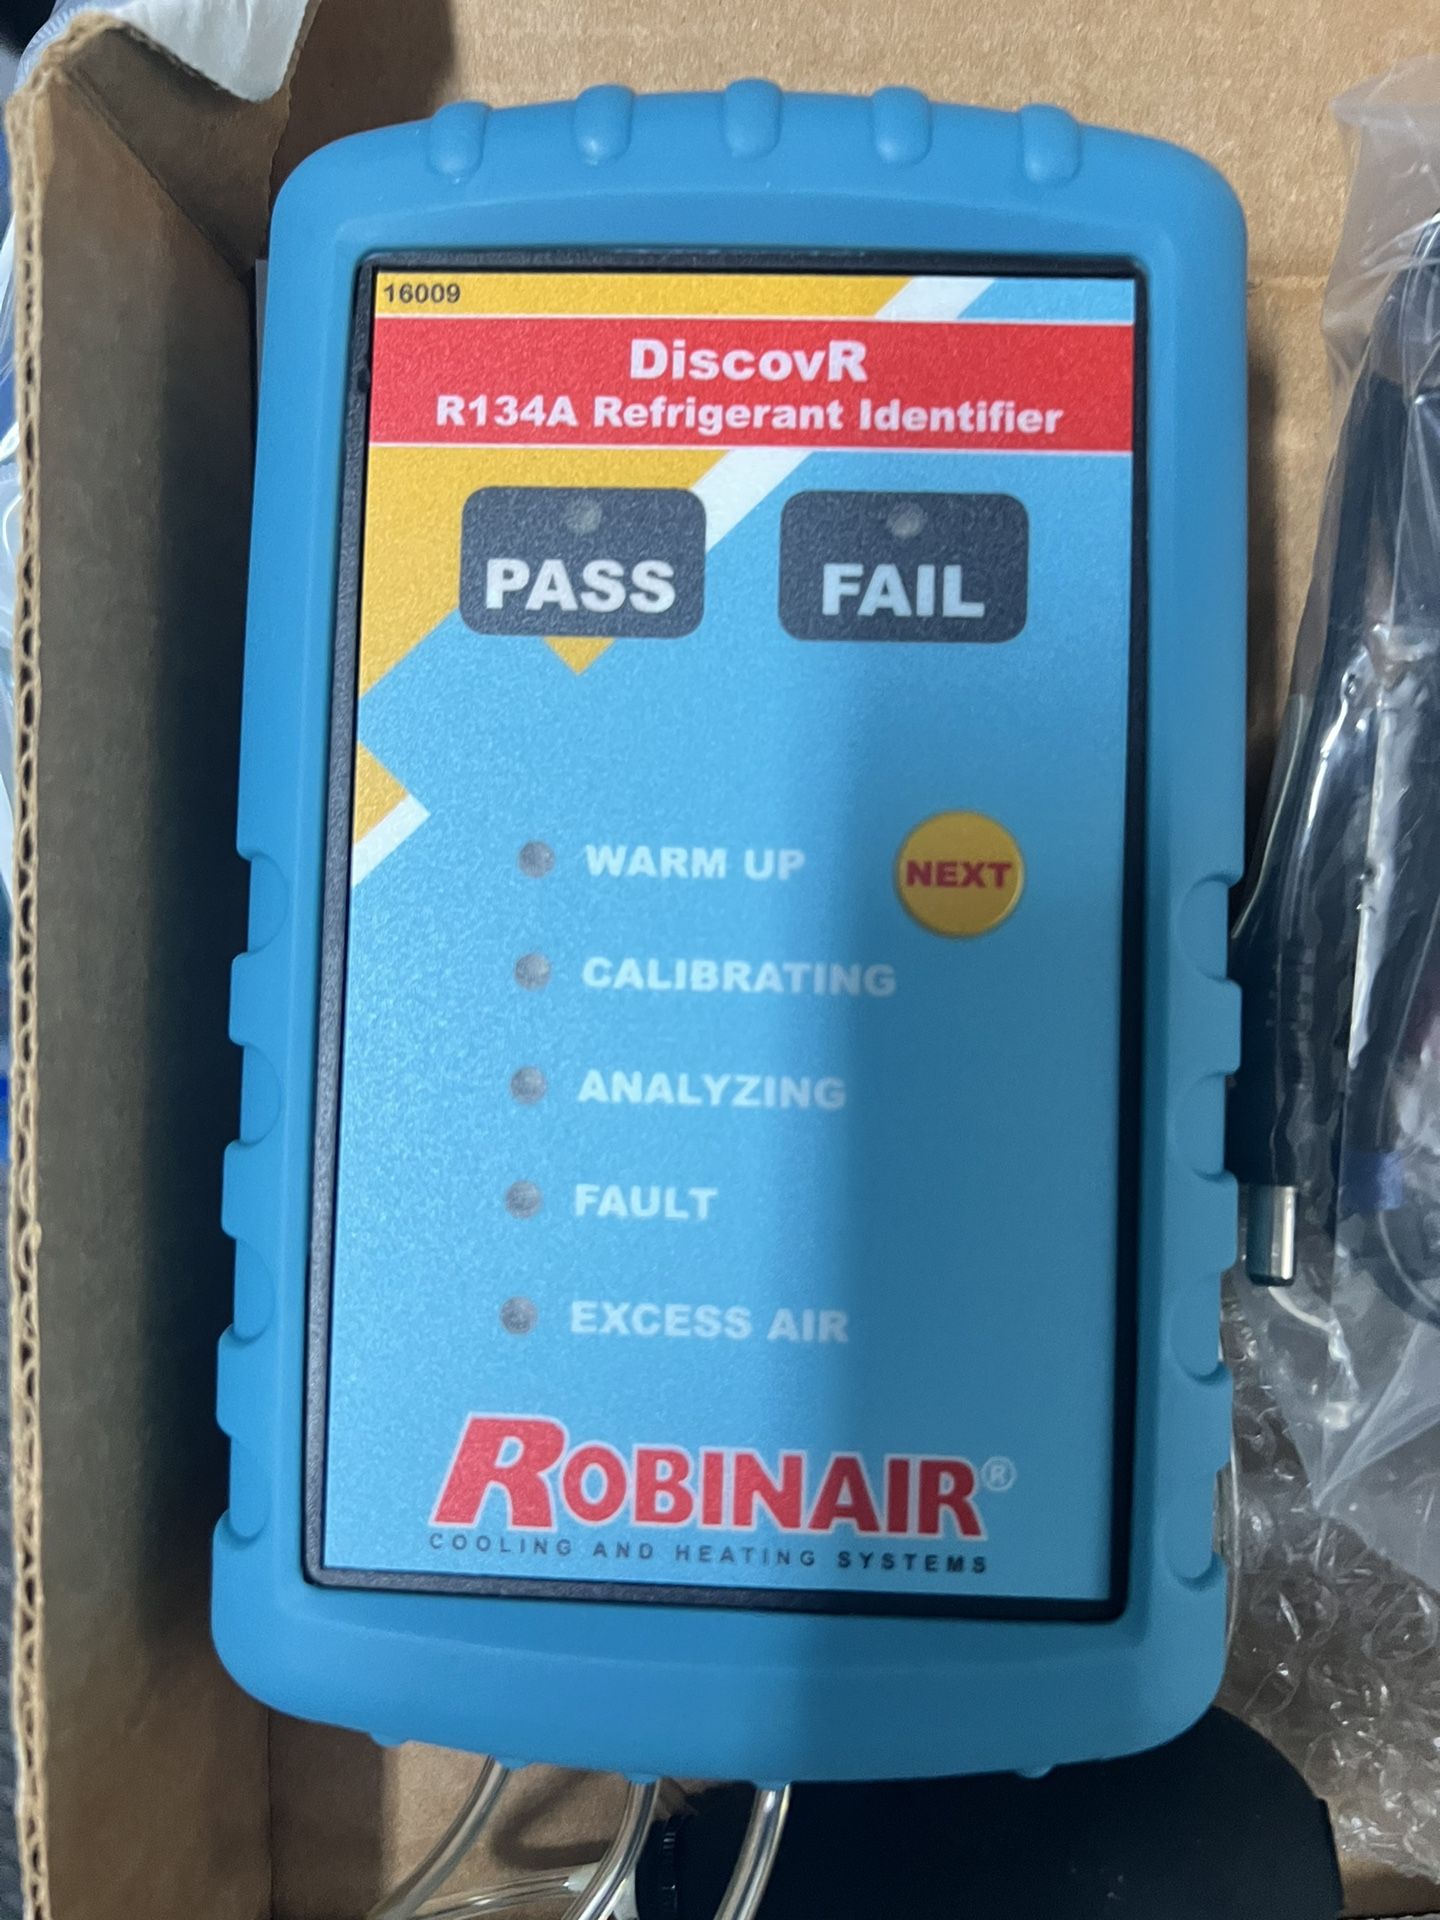 16009
DiscovR
R134A Refrigerant Identifier
PASS FAIL
WARM UP NEXT
CALIBRATING
ANALYZING
FAULT
EXCESS AIR
ROBINAIR®
COOLING AND HEATING SYSTEMS